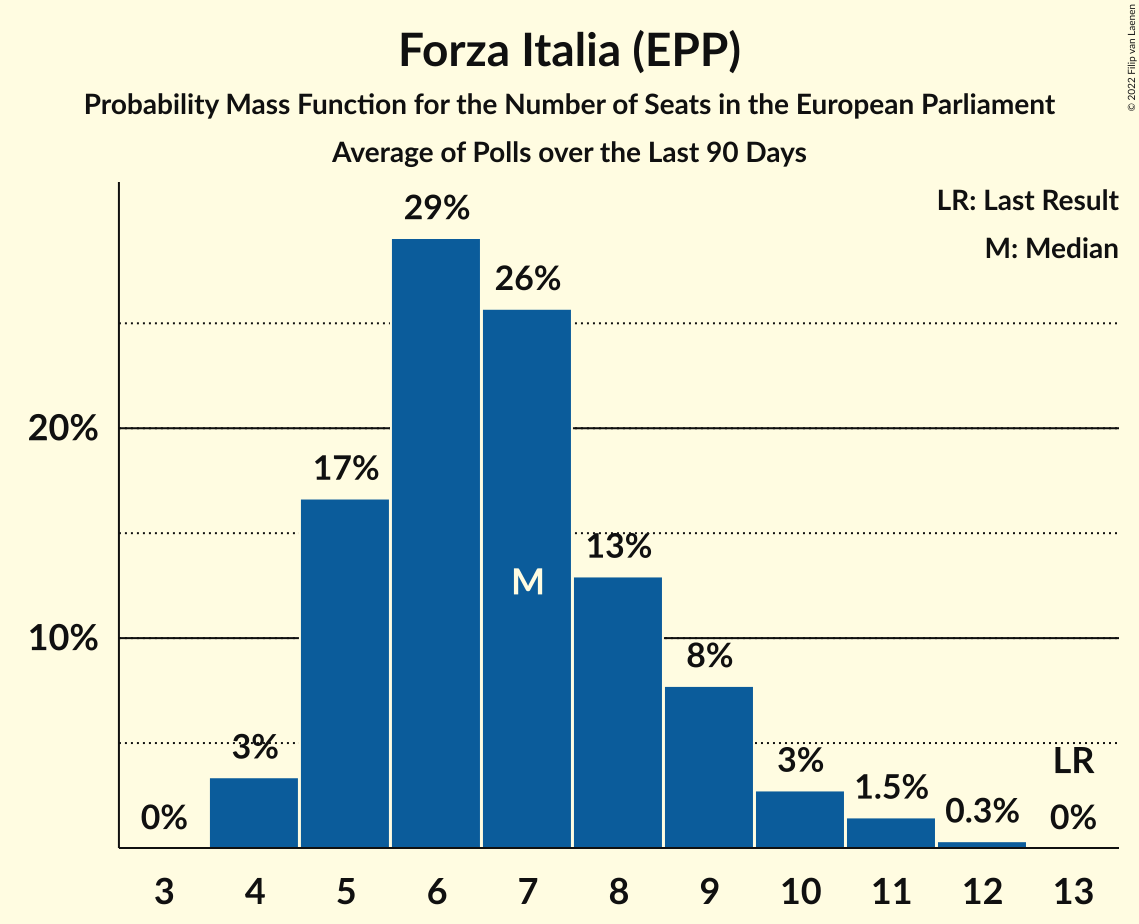 Forza Italia (EPP)
Probability Mass Function for the Number of Seats in the European Parliament
Average of Polls over the Last 90 Days
© 2022 Filip van Laenen
LR: Last Result
M: Median
29%
26%
20%
17%
13%
M
10%
8%
3%
3%
LR
1.5%
0.3%
0%
0%
3 4 5 6 7 8 9 10 11 12 13